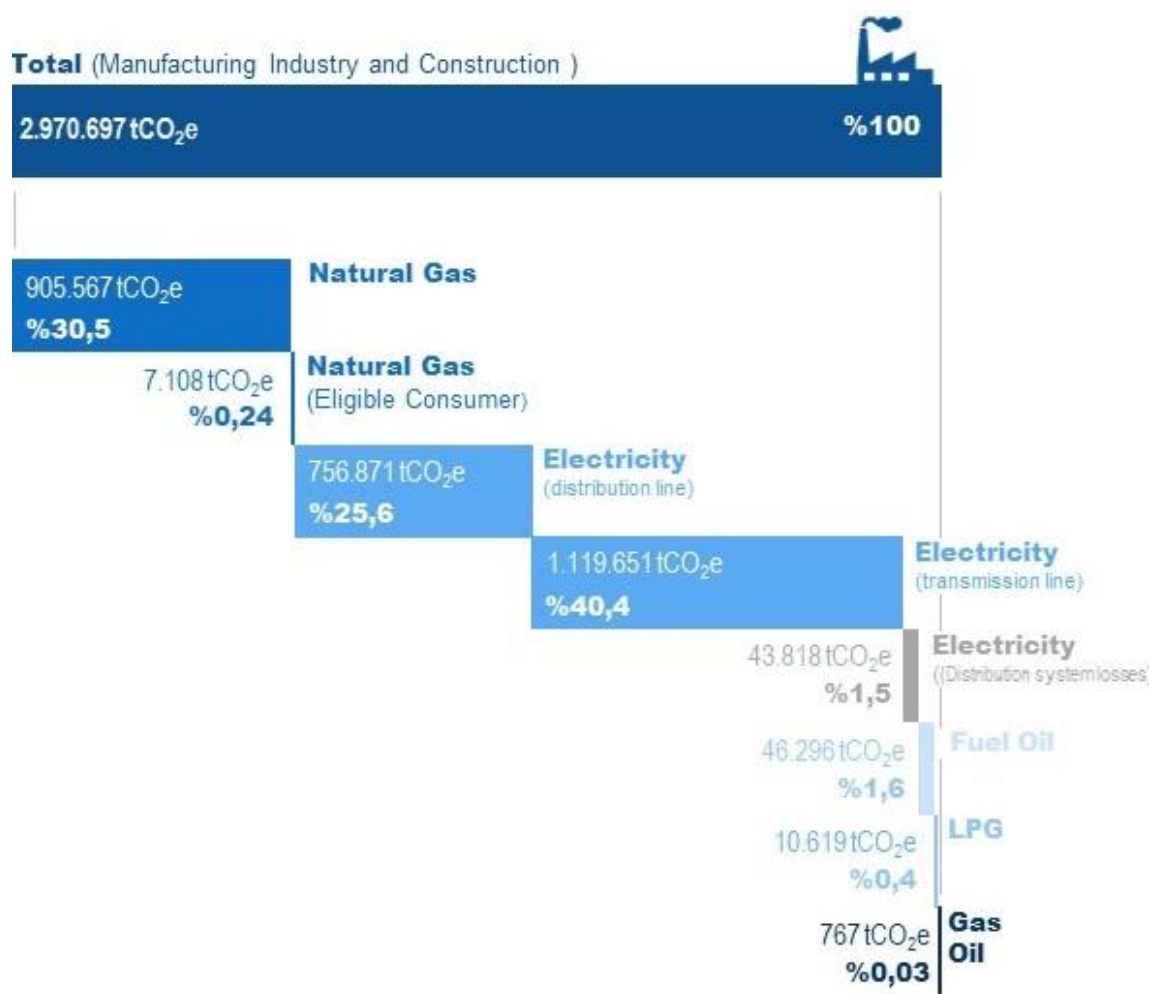 Total (Manufacturing Industry and Construction )
2.970.697 tCO₂e
%100
905.567 tCO₂e
%30,5
Natural Gas
7.108 tCO₂e
%0,24
Natural Gas
(Eligible Consumer)
756.871 tCO₂e
%25,6
Electricity
(distribution line)
1.119.651 tCO₂e
%40,4
Electricity
(transmission line)
43.818 tCO₂e
%1,5
Electricity
((Distribution systemlosses)
46.296 tCO₂e
%1,6
Fuel Oil
10.619 tCO₂e
%0,4
LPG
767 tCO₂e
%0,03
Gas
Oil